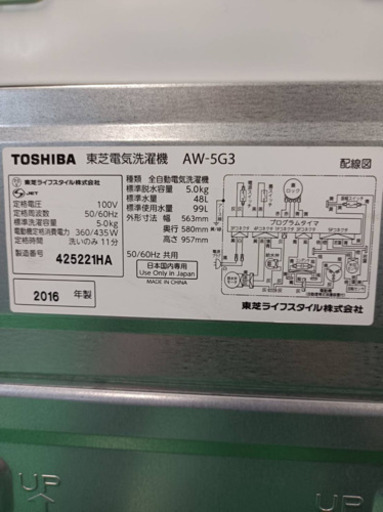 TOSHIBA 東芝電気洗濯機 AW-5G3 配線図
東芝ライフスタイル株式会社
JET
定格電圧 100V
定格周波数 50/60Hz
標準洗濯容量 5.0kg
電動機定格消費電力 360/435W
定格時間 洗いのみ 11分
製造番号 425221HA
2016 年製
種類 全自動電気洗濯機
標準脱水容量 5.0kg
標準水量 48L
標準使用水量 99L
外形寸法 幅 563mm
奥行 580mm
高さ 957mm
50/60Hz 共用
日本国内専用
Use Only in Japan
MADE IN CHINA
ロック
プログラムタイマ
東芝ライフスタイル株式会社
UP
UP